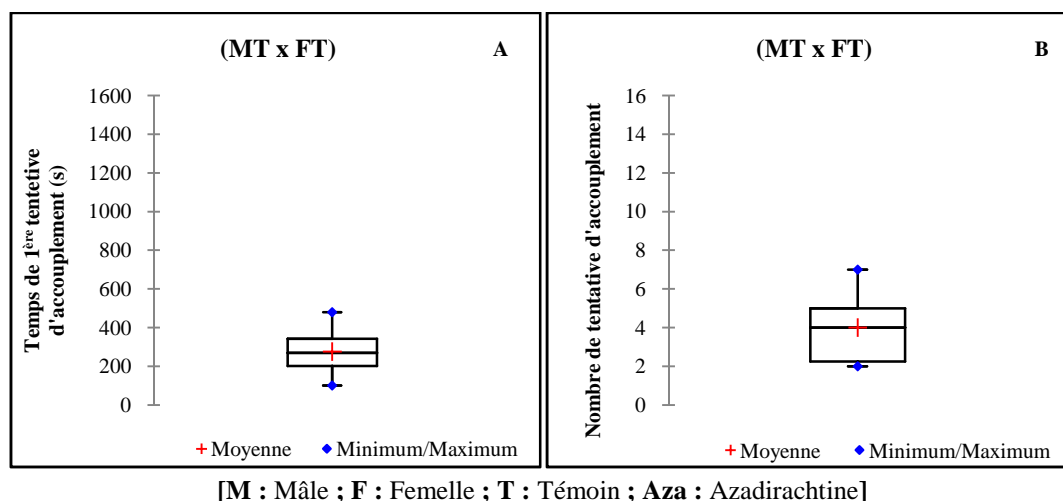 (MT x FT)
A
Temps de 1ère tentetive
d'accouplement (s)
1600
1400
1200
1000
800
600
400
200
0
+ Moyenne ◆ Minimum/Maximum
(MT x FT)
B
Nombre de tentative d'accouplement
16
14
12
10
8
6
4
2
0
+ Moyenne ◆ Minimum/Maximum
[M : Mâle ; F : Femelle ; T : Témoin ; Aza : Azadirachtine]